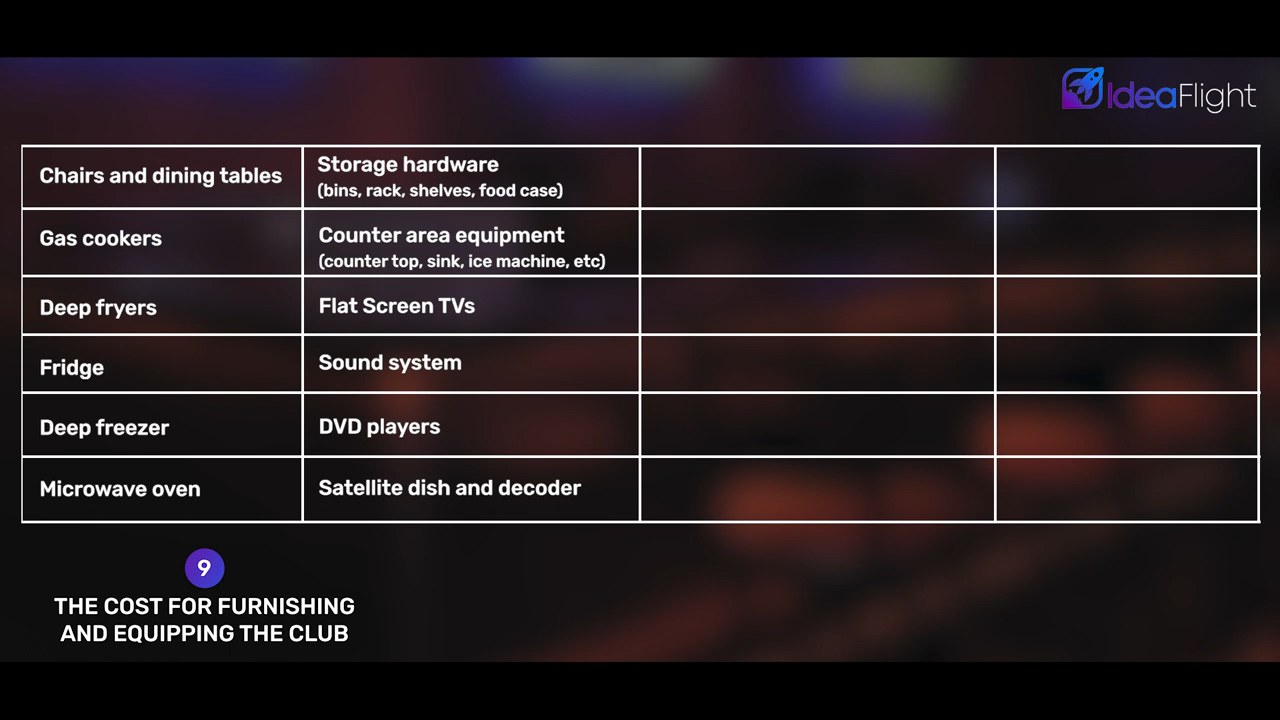 IdeaFlight
Chairs and dining tables
Storage hardware
(bins, rack, shelves, food case)
Gas cookers
Counter area equipment
(counter top, sink, ice machine, etc)
Deep fryers
Flat Screen TVs
Fridge
Sound system
Deep freezer
DVD players
Microwave oven
Satellite dish and decoder
9
THE COST FOR FURNISHING
AND EQUIPPING THE CLUB